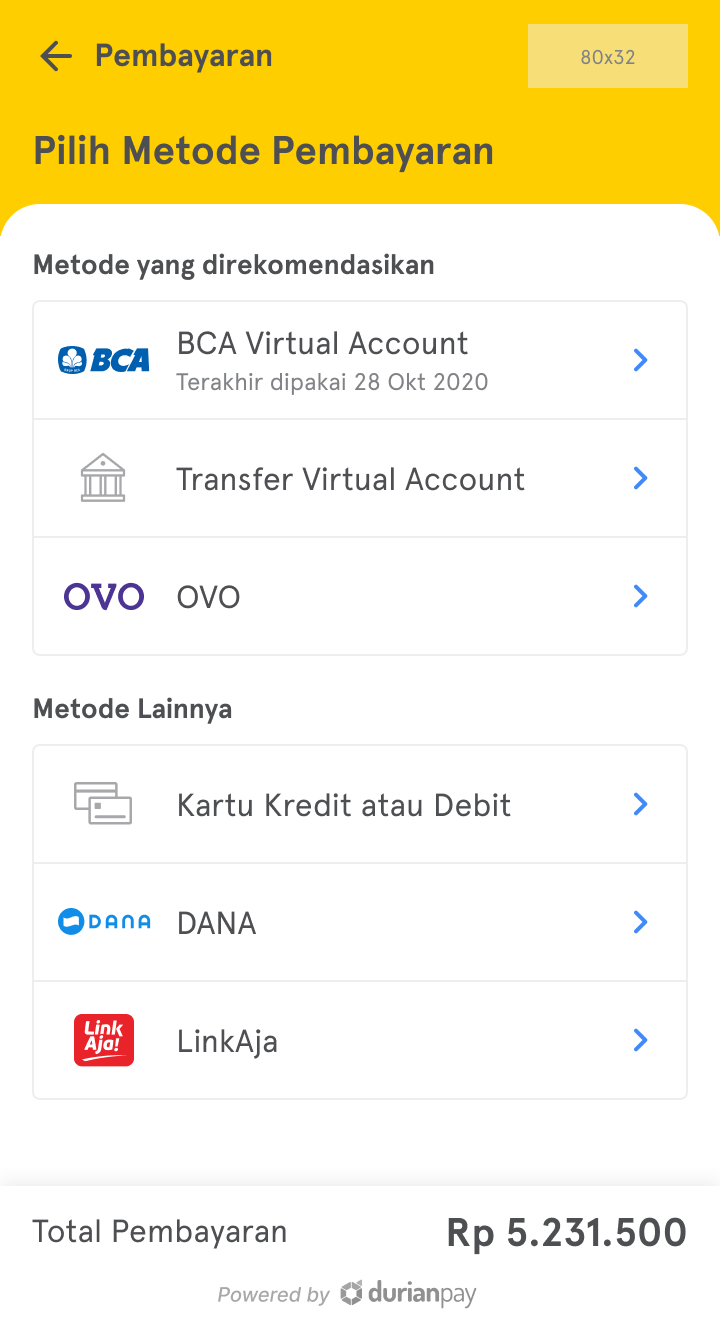 Pembayaran
80x32
Pilih Metode Pembayaran
Metode yang direkomendasikan
BCA
BCA Virtual Account
Terakhir dipakai 28 Okt 2020
Transfer Virtual Account
OVO
OVO
Metode Lainnya
Kartu Kredit atau Debit
DANA
DANA
Link
Aja!
LinkAja
Total Pembayaran
Rp 5.231.500
Powered by durianpay